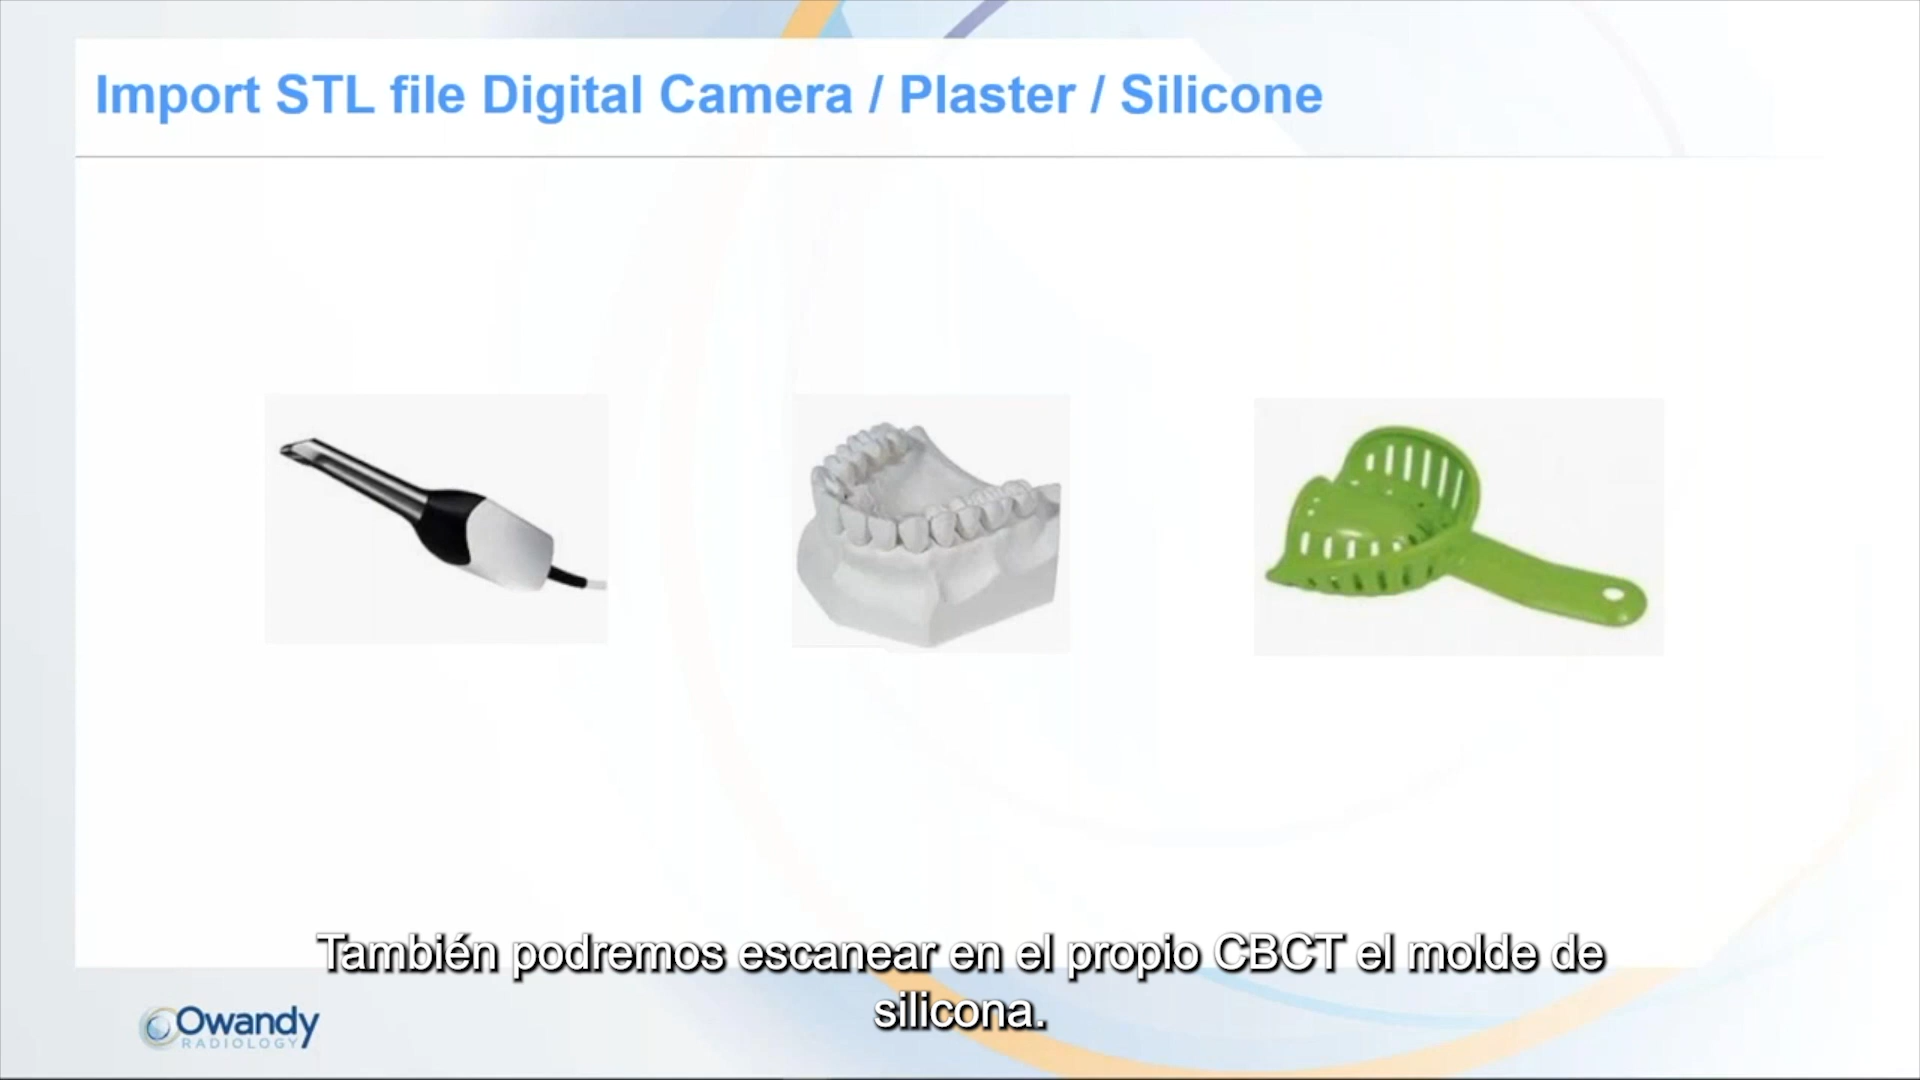 Import STL file Digital Camera / Plaster / Silicone
También podremos escanear en el propio CBCT el molde de
silicona.
Owandy
RADIOLOGY